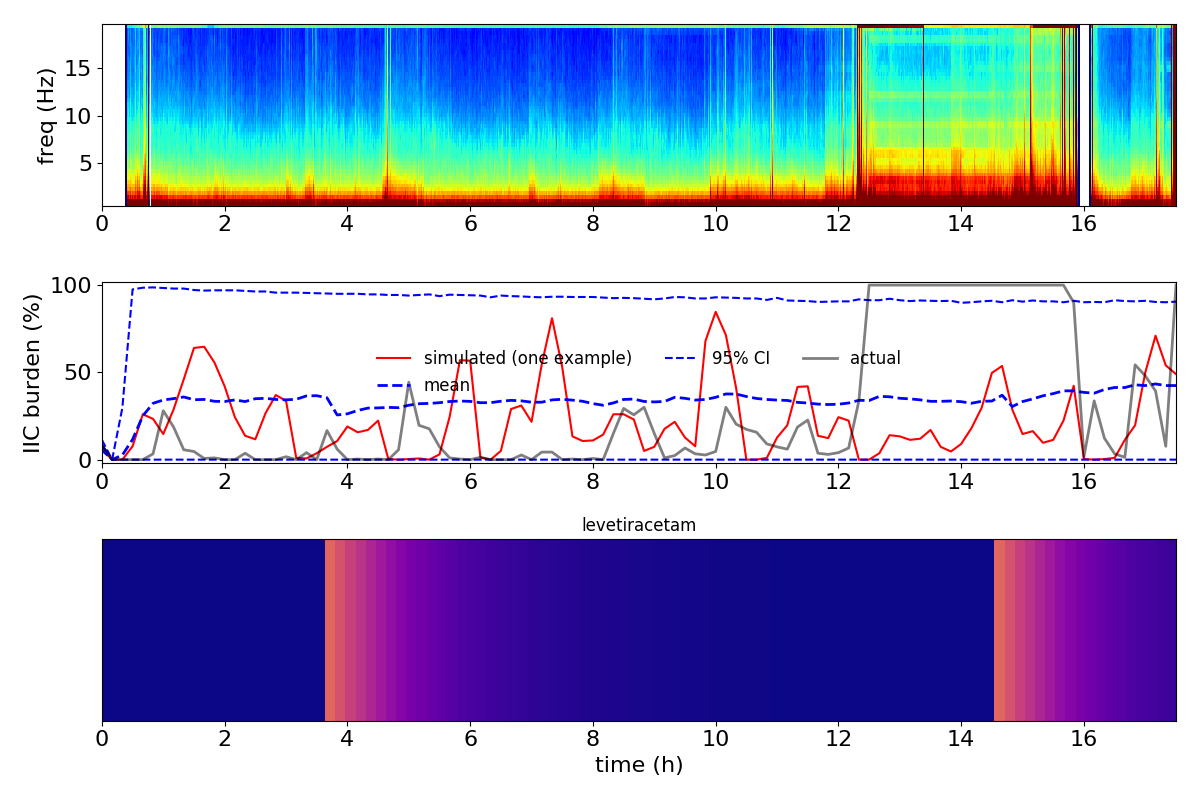 freq (Hz)
15
10
5
0 2 4 6 8 10 12 14 16
IIC burden (%)
100
50
0
simulated (one example) 95% CI actual
mean
0 2 4 6 8 10 12 14 16
levetiracetam
0 2 4 6 8 10 12 14 16
time (h)